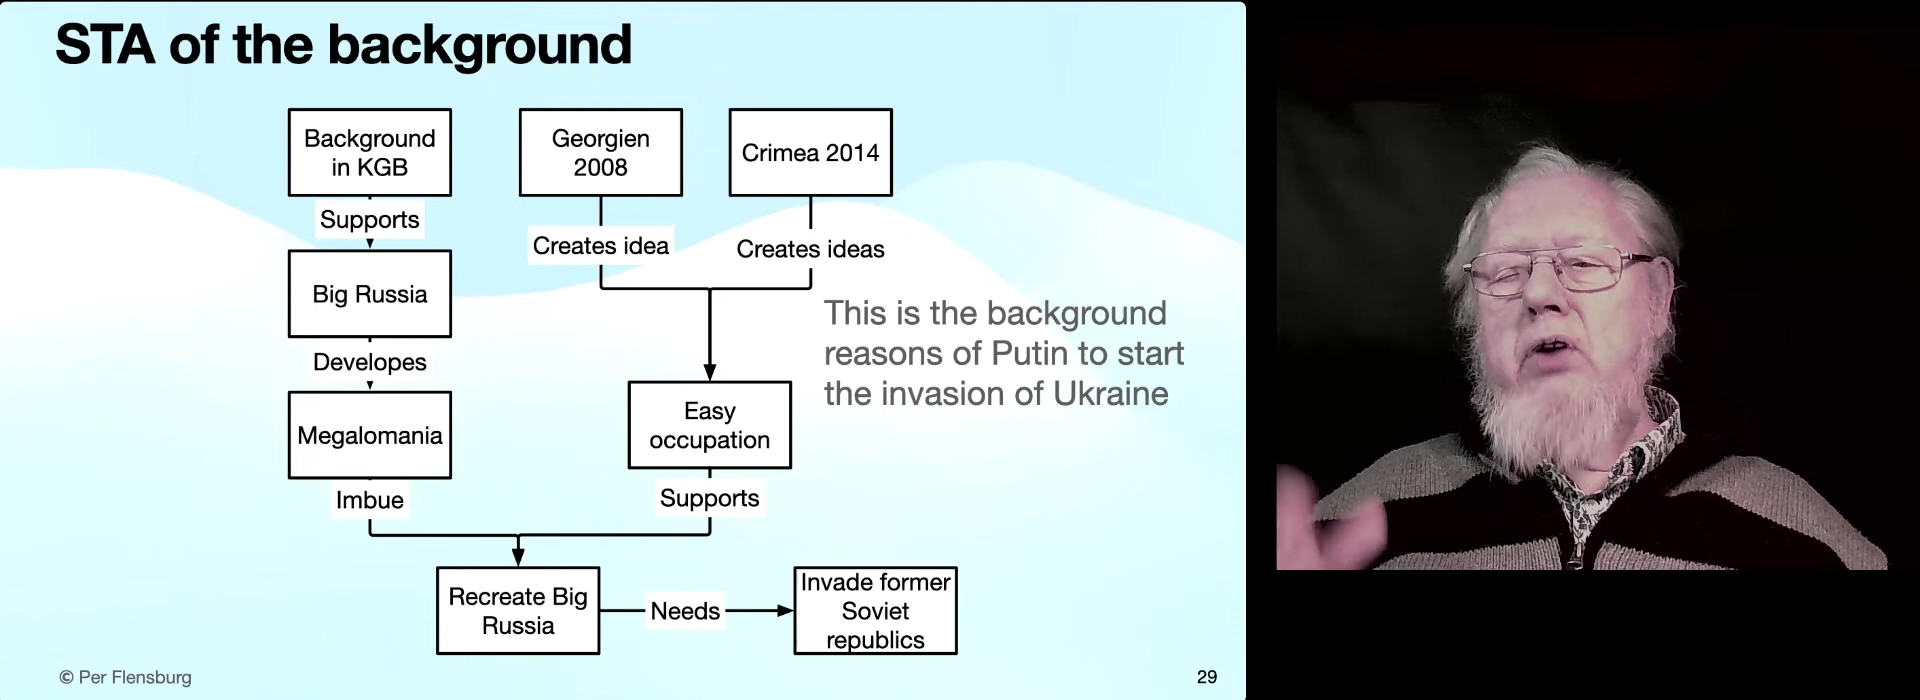 STA of the background
Background
in KGB
Georgien
2008
Crimea 2014
Supports
Creates idea
Creates ideas
Big Russia
This is the background
reasons of Putin to start
the invasion of Ukraine
Developes
Megalomania
Easy
occupation
Imbue
Supports
Recreate Big
Russia
Needs
Invade former
Soviet
republics
© Per Flensburg
29